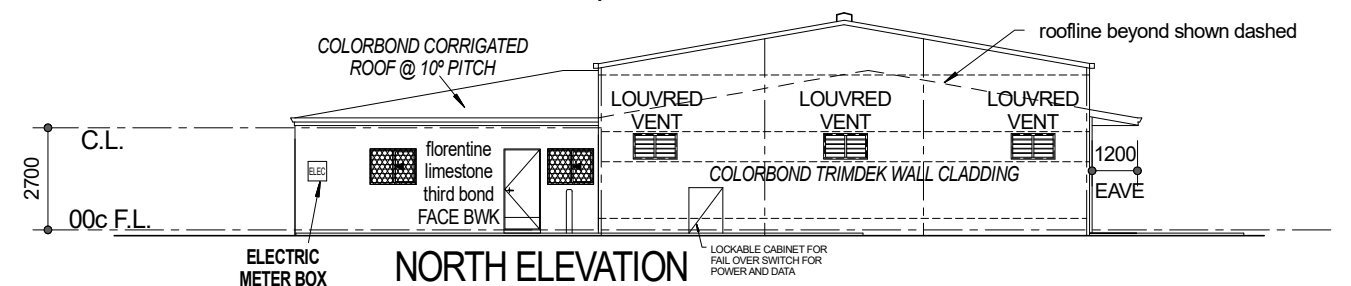 roofline beyond shown dashed
COLORBOND CORRIGATED
ROOF @ 10º PITCH
LOUVRED
VENT
LOUVRED
VENT
LOUVRED
VENT
C.L.
2700
florentine
limestone
third bond
FACE BWK
ELEC
COLORBOND TRIMDEK WALL CLADDING
1200
EAVE
00c F.L.
ELECTRIC
METER BOX
NORTH ELEVATION
LOCKABLE CABINET FOR
FAIL OVER SWITCH FOR
POWER AND DATA